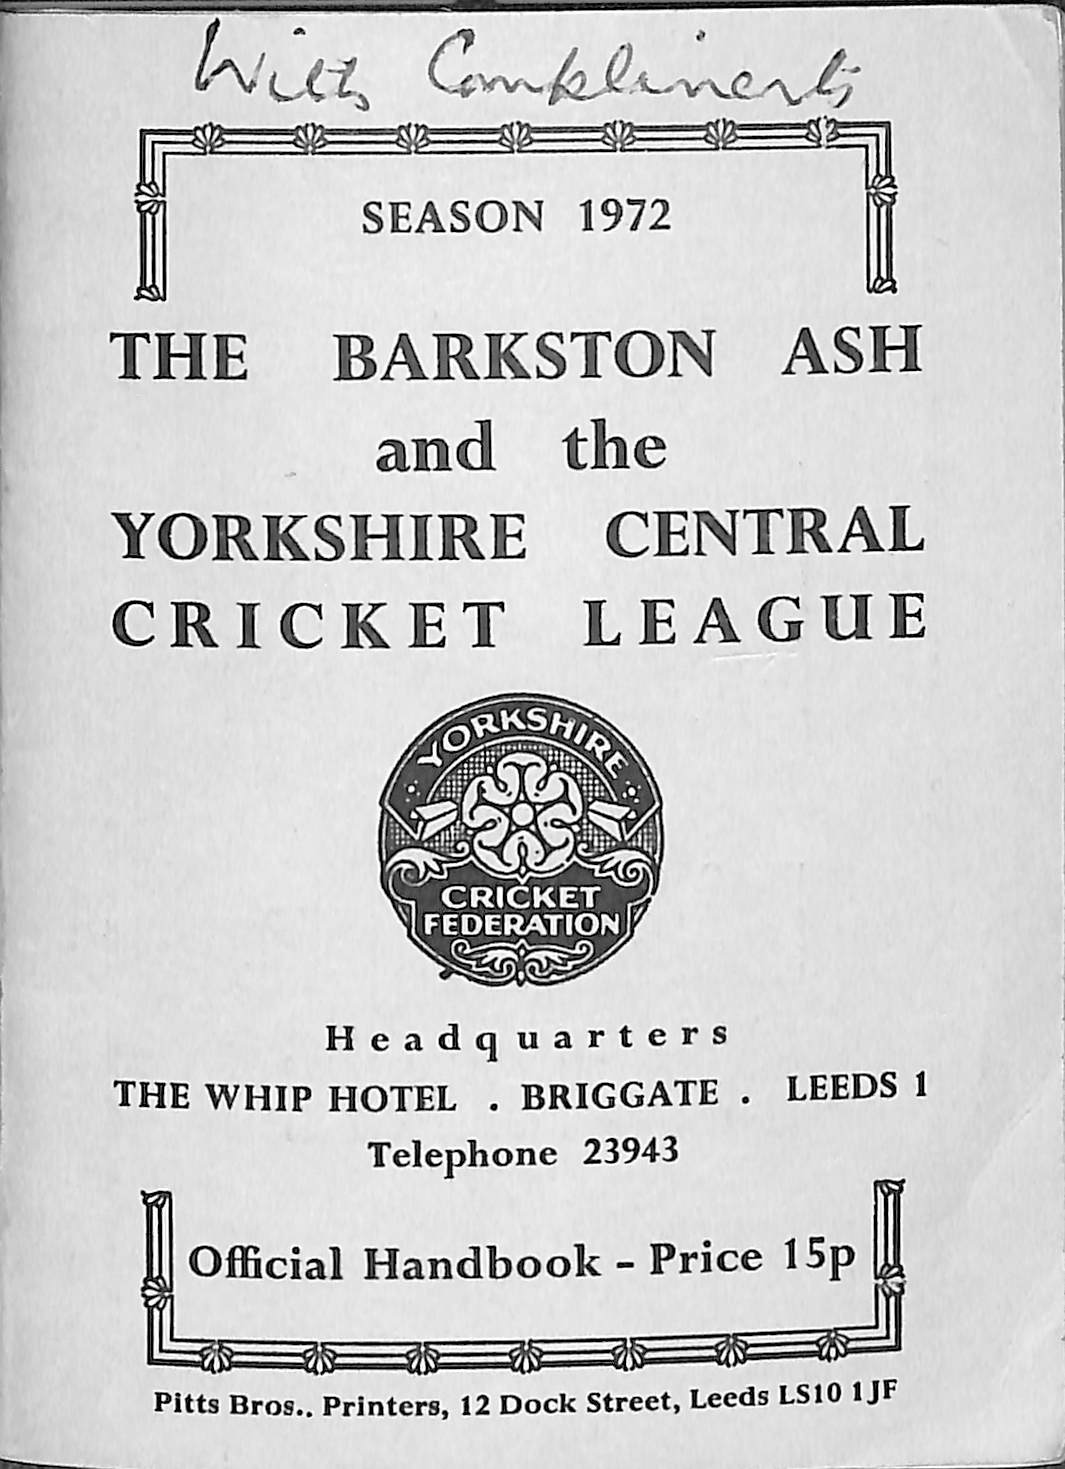 With Compliments
SEASON 1972
THE BARKSTON ASH
and the
YORKSHIRE CENTRAL
CRICKET LEAGUE
YORKSHIRE
CRICKET
FEDERATION
Headquarters
THE WHIP HOTEL . BRIGGATE . LEEDS 1
Telephone 23943
Official Handbook - Price 15p
Pitts Bros.. Printers, 12 Dock Street, Leeds LS10 1JF